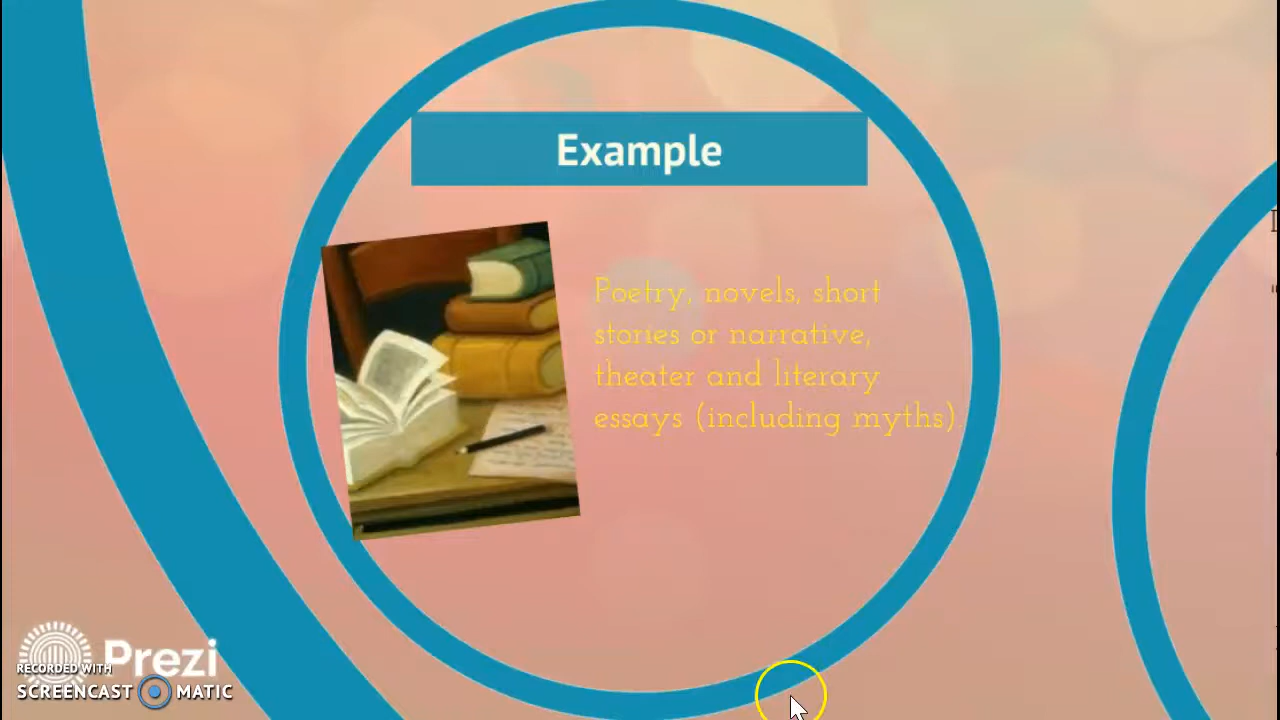 Example
Poetry, novels, short
stories or narrative,
theater and literary
essays (including myths).
Prezi
RECORDED WITH
SCREENCAST MATIC